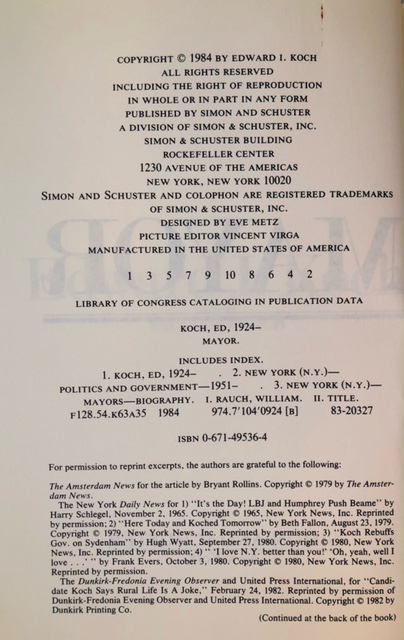 COPYRIGHT © 1984 BY EDWARD I. KOCH
ALL RIGHTS RESERVED
INCLUDING THE RIGHT OF REPRODUCTION
IN WHOLE OR IN PART IN ANY FORM
PUBLISHED BY SIMON AND SCHUSTER
A DIVISION OF SIMON & SCHUSTER, INC.
SIMON & SCHUSTER BUILDING
ROCKEFELLER CENTER
1230 AVENUE OF THE AMERICAS
NEW YORK, NEW YORK 10020
SIMON AND SCHUSTER AND COLOPHON ARE REGISTERED TRADEMARKS
OF SIMON & SCHUSTER, INC.
DESIGNED BY EVE METZ
PICTURE EDITOR VINCENT VIRGA
MANUFACTURED IN THE UNITED STATES OF AMERICA
1 3 5 7 9 10 8 6 4 2
LIBRARY OF CONGRESS CATALOGING IN PUBLICATION DATA
KOCH, ED, 1924–
MAYOR.
INCLUDES INDEX.
1. KOCH, ED, 1924– . 2. NEW YORK (N.Y.)—
POLITICS AND GOVERNMENT—1951– . 3. NEW YORK (N.Y.)—
MAYORS—BIOGRAPHY. I. RAUCH, WILLIAM. II. TITLE.
F128.54.K63A35 1984 974.7'104'0924 [B] 83-20327
ISBN 0-671-49536-4
For permission to reprint excerpts, the authors are grateful to the following:
The Amsterdam News for the article by Bryant Rollins. Copyright © 1979 by The Amster-
dam News.
The New York Daily News for 1) "It's the Day! LBJ and Humphrey Push Beame" by
Harry Schlegel, November 2, 1965. Copyright © 1965, New York News, Inc. Reprinted
by permission; 2) "Here Today and Koched Tomorrow" by Beth Fallon, August 23, 1979.
Copyright © 1979, New York News, Inc. Reprinted by permission; 3) "Koch Rebuffs
Gov. on Sydenham" by Hugh Wyatt, September 27, 1980. Copyright © 1980, New York
News, Inc. Reprinted by permission; 4) " 'I love N.Y. better than you!' 'Oh, yeah, well I
love . . .' " by Frank Evers, October 3, 1980. Copyright © 1980, New York News, Inc.
Reprinted by permission.
The Dunkirk-Fredonia Evening Observer and United Press International, for "Candi-
date Koch Says Rural Life Is A Joke," February 24, 1982. Reprinted by permission of
Dunkirk-Fredonia Evening Observer and United Press International. Copyright © 1982 by
Dunkirk Printing Co.
(Continued at the back of the book)